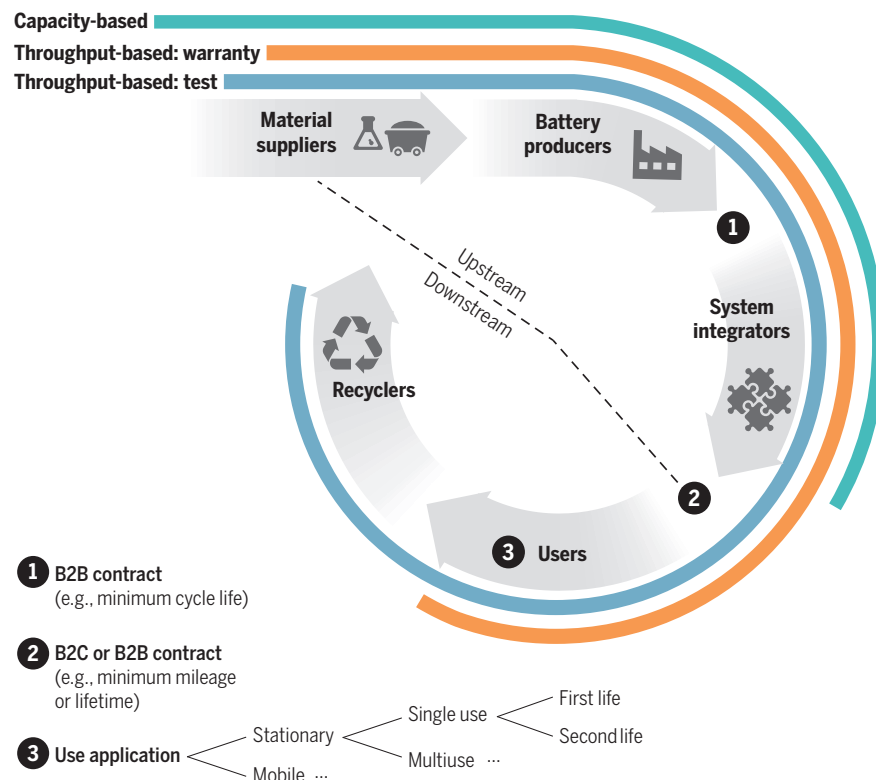 Capacity-based
Throughput-based: warranty
Throughput-based: test
Material
suppliers
Battery
producers
1
Upstream
Downstream
System
integrators
Recyclers
2
3 Users
1 B2B contract
(e.g., minimum cycle life)
2 B2C or B2B contract
(e.g., minimum mileage
or lifetime)
3 Use application
Stationary
Mobile ...
Single use
Multiuse ...
First life
Second life